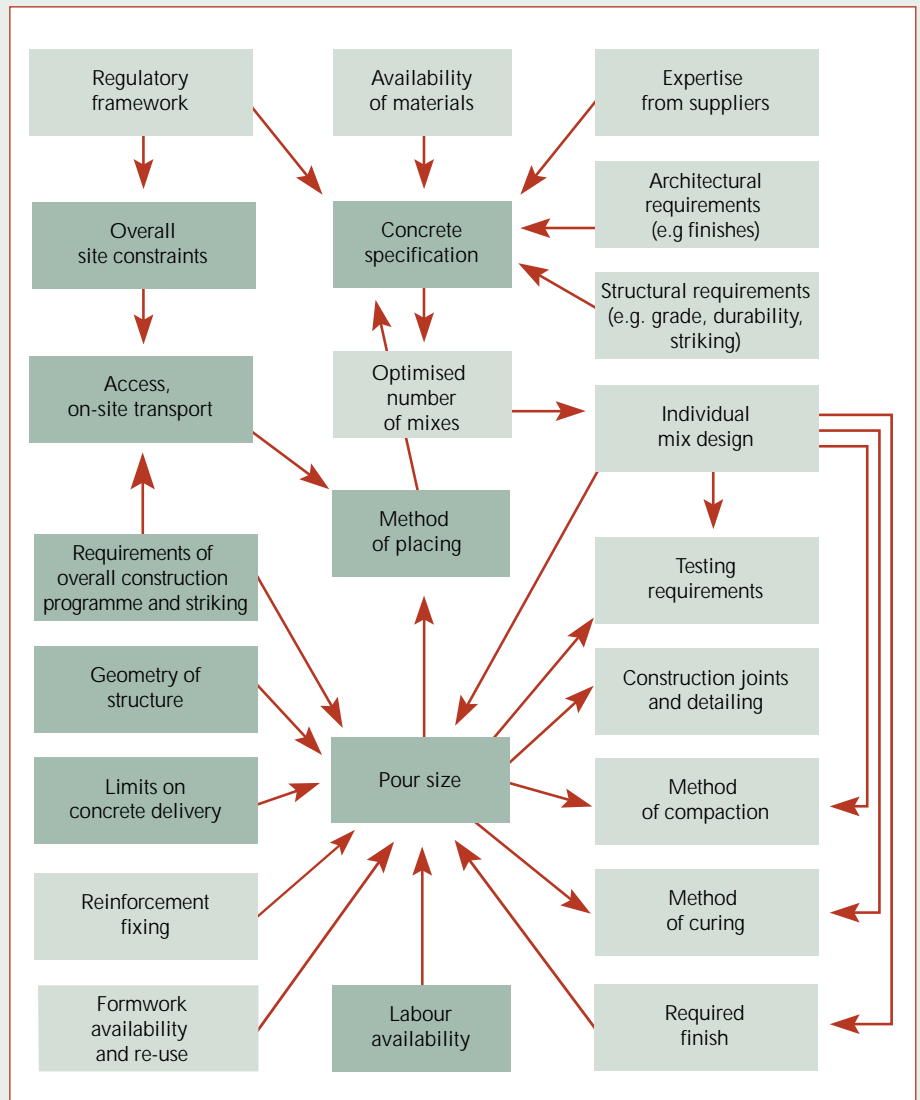 Regulatory
framework
Availability
of materials
Expertise
from suppliers
Architectural
requirements
(e.g finishes)
Overall
site constraints
Concrete
specification
Structural requirements
(e.g. grade, durability,
striking)
Access,
on-site transport
Optimised
number
of mixes
Individual
mix design
Method
of placing
Requirements of
overall construction
programme and striking
Testing
requirements
Geometry of
structure
Construction joints
and detailing
Pour size
Limits on
concrete delivery
Method
of compaction
Reinforcement
fixing
Method
of curing
Formwork
availability
and re-use
Labour
availability
Required
finish